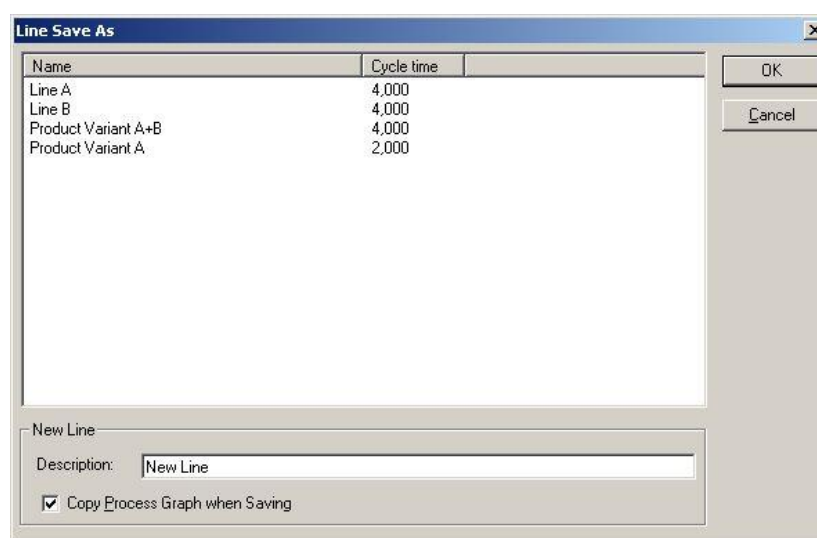 Line Save As
Name Cycle time
Line A 4,000
Line B 4,000
Product Variant A+B 4,000
Product Variant A 2,000
OK
Cancel
New Line
Description: New Line
Copy Process Graph when Saving